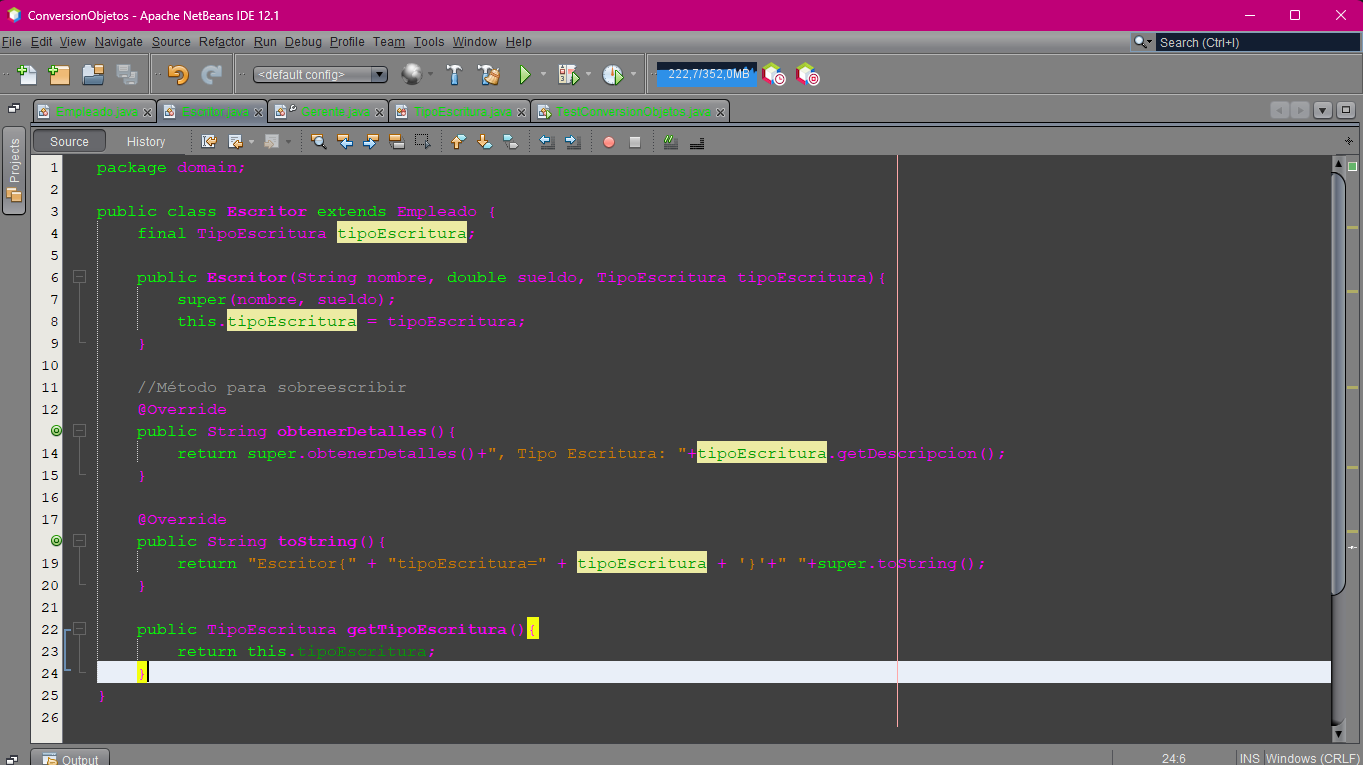 ConversionObjetos - Apache NetBeans IDE 12.1
File Edit View Navigate Source Refactor Run Debug Profile Team Tools Window Help
Search (Ctrl+I)
<default config>
222,7/352,0MB
Empleado.java Escritor.java Gerente.java TipoEscritura.java TestConversionObjetos.java
Projects
Source History
1 package domain;
2
3 public class Escritor extends Empleado {
4 final TipoEscritura tipoEscritura;
5
6 public Escritor(String nombre, double sueldo, TipoEscritura tipoEscritura){
7 super(nombre, sueldo);
8 this.tipoEscritura = tipoEscritura;
9 }
10
11 //Método para sobreescribir
12 @Override
public String obtenerDetalles(){
14 return super.obtenerDetalles()+", Tipo Escritura: "+tipoEscritura.getDescripcion();
15 }
16
17 @Override
public String toString(){
19 return "Escritor{" + "tipoEscritura=" + tipoEscritura + '}'+" "+super.toString();
20 }
21
22 public TipoEscritura getTipoEscritura(){
23 return this.tipoEscritura;
24 }
25 }
26
Output
24:6 INS Windows (CRLF)